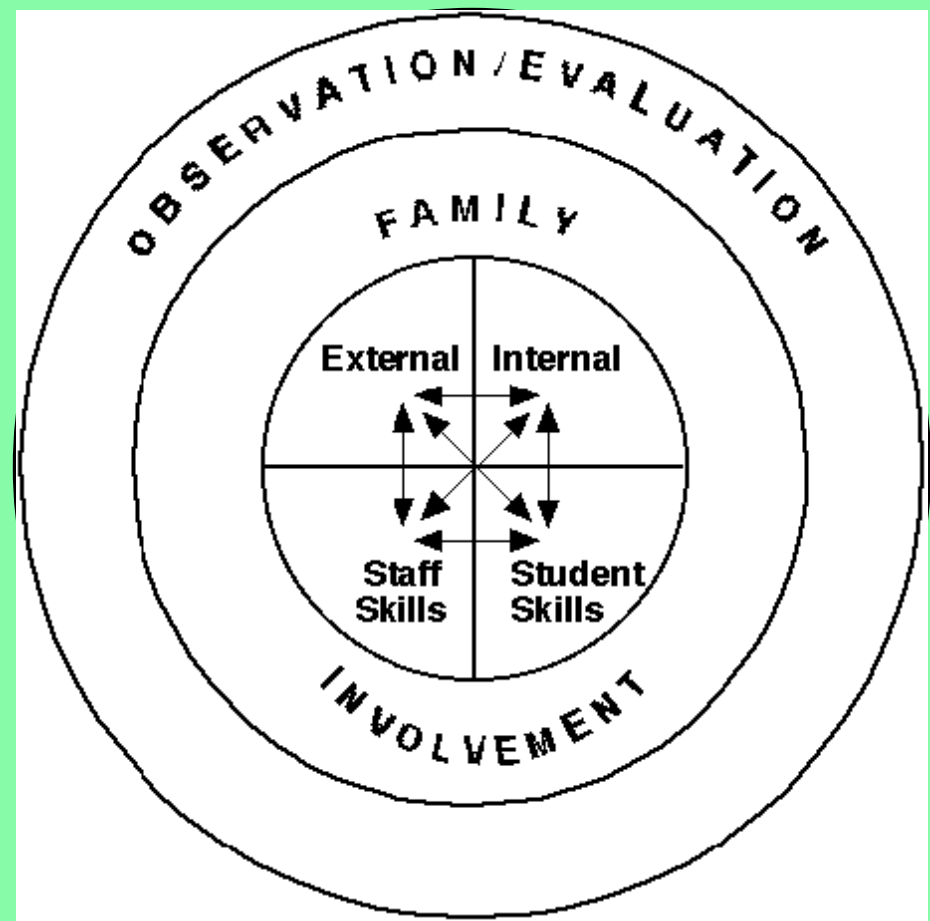 OBSERVATION/EVALUATION
FAMILY
External Internal
Staff Student
Skills Skills
INVOLVEMENT